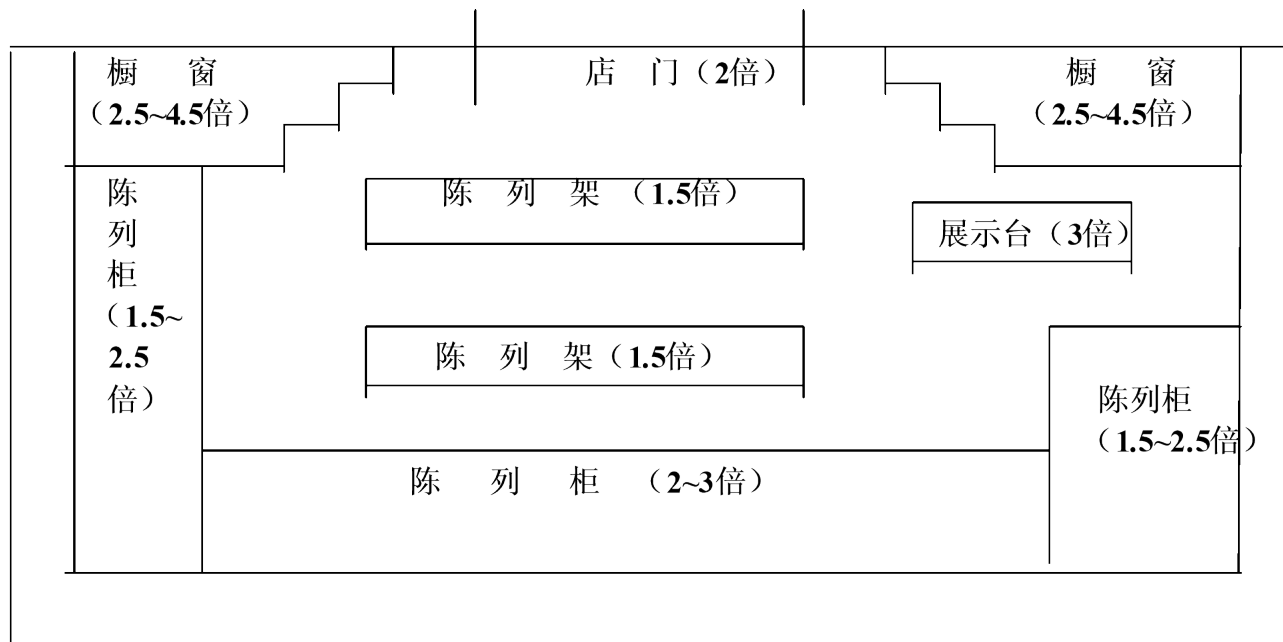 橱 窗
（2.5~4.5倍）
店 门（2倍）
橱 窗
（2.5~4.5倍）
陈
列
柜
（1.5~
2.5
倍）
陈 列 架 （1.5倍）
展示台（3倍）
陈 列 架（1.5倍）
陈列柜
（1.5~2.5倍）
陈 列 柜 （2~3倍）